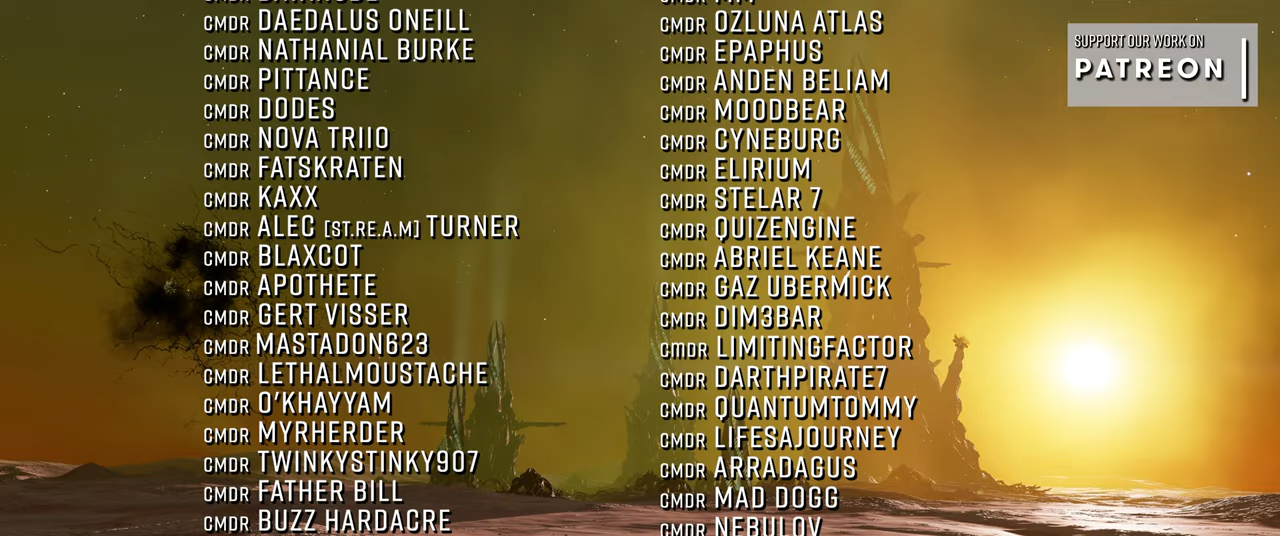 CMDR DAEDALUS ONEILL
CMDR NATHANIAL BURKE
CMDR PITTANCE
CMDR DODES
CMDR NOVA TRIIO
CMDR FATSKRATEN
CMDR KAXX
CMDR ALEC [ST.RE.A.M] TURNER
CMDR BLAXCOT
CMDR APOTHETE
CMDR GERT VISSER
CMDR MASTADON623
CMDR LETHALMOUSTACHE
CMDR O'KHAYYAM
CMDR MYRHERDER
CMDR TWINKYSTINKY907
CMDR FATHER BILL
CMDR BUZZ HARDACRE
CMDR OZLUNA ATLAS
CMDR EPAPHUS
CMDR ANDEN BELIAM
CMDR MOODBEAR
CMDR CYNEBURG
CMDR ELIRIUM
CMDR STELAR 7
CMDR QUIZENGINE
CMDR ABRIEL KEANE
CMDR GAZ UBERMICK
CMDR DIM3BAR
cmDR LIMITINGFACTOR
CMDR DARTHPIRATE7
CMDR QUANTUMTOMMY
CMDR LIFESAJOURNEY
CMDR ARRADAGUS
CMDR MAD DOGG
CMDR NEBULOV
SUPPORT OUR WORK ON
PATREON